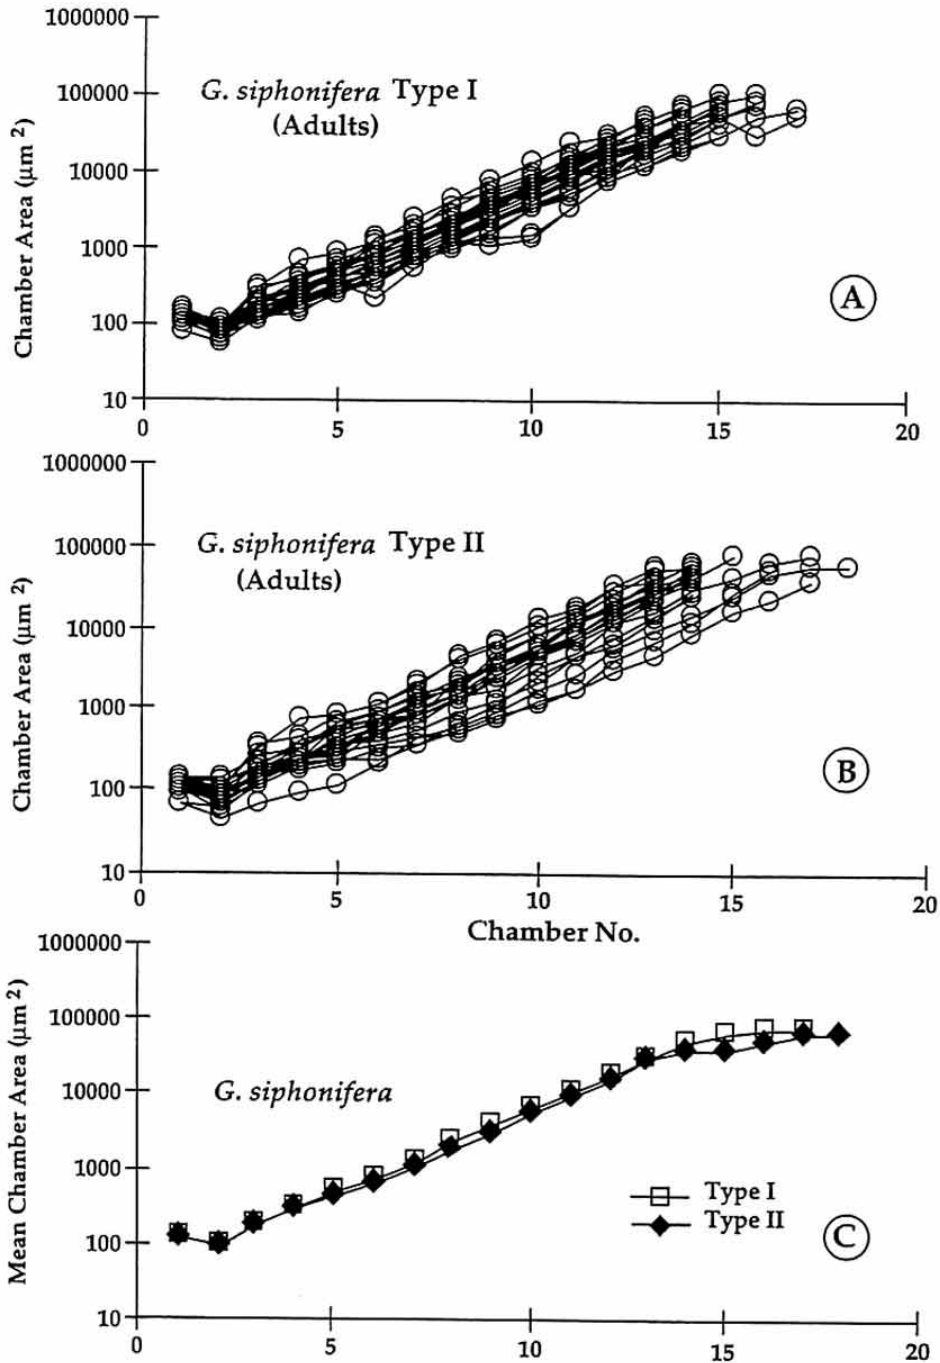 1000000
100000
10000
1000
100
10
Chamber Area (µm 2)
G. siphonifera Type I
(Adults)
A
0 5 10 15 20
1000000
100000
10000
1000
100
10
Chamber Area (µm 2)
G. siphonifera Type II
(Adults)
B
0 5 10 15 20
Chamber No.
1000000
100000
10000
1000
100
10
Mean Chamber Area (µm 2)
G. siphonifera
Type I
Type II
C
0 5 10 15 20